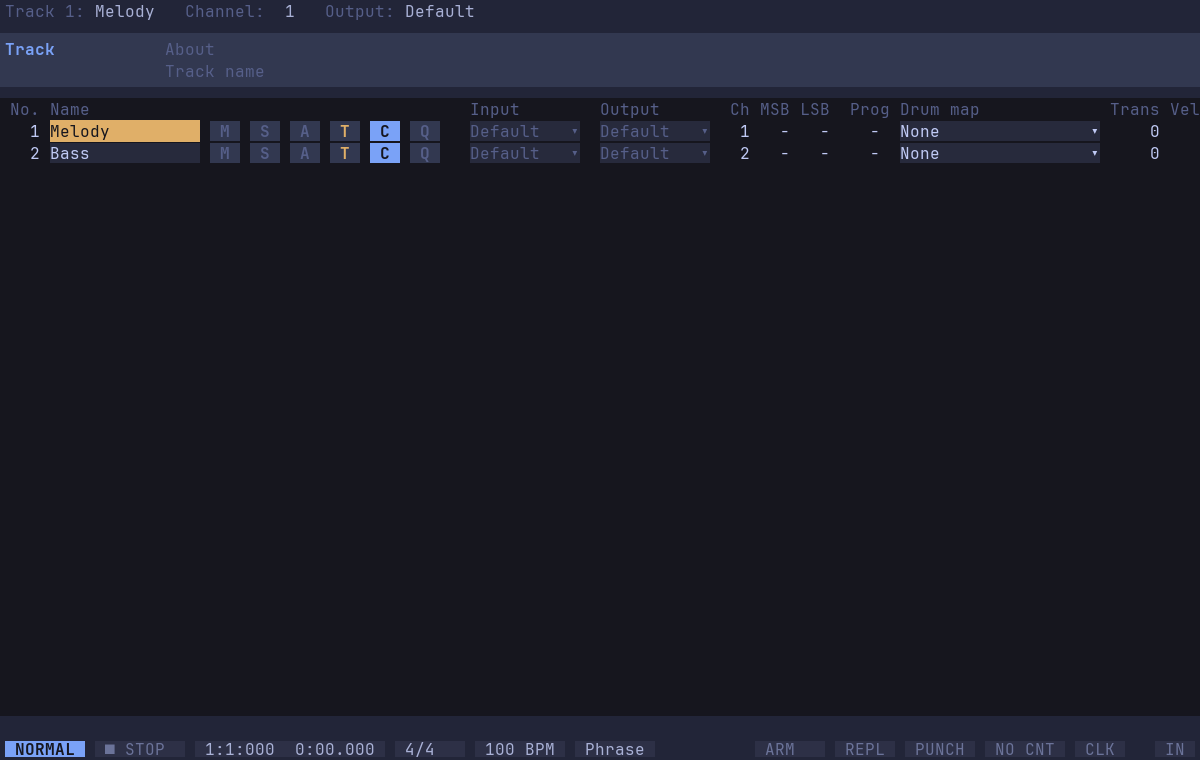 Track 1: Melody Channel: 1 Output: Default
Track About
Track name
No. Name Input Output Ch MSB LSB Prog Drum map Trans Vel
1 Melody M S A T C Q Default ▾ Default ▾ 1 - - - None ▾ 0
2 Bass M S A T C Q Default ▾ Default ▾ 2 - - - None ▾ 0
NORMAL ■ STOP 1:1:000 0:00.000 4/4 100 BPM Phrase ARM REPL PUNCH NO CNT CLK IN